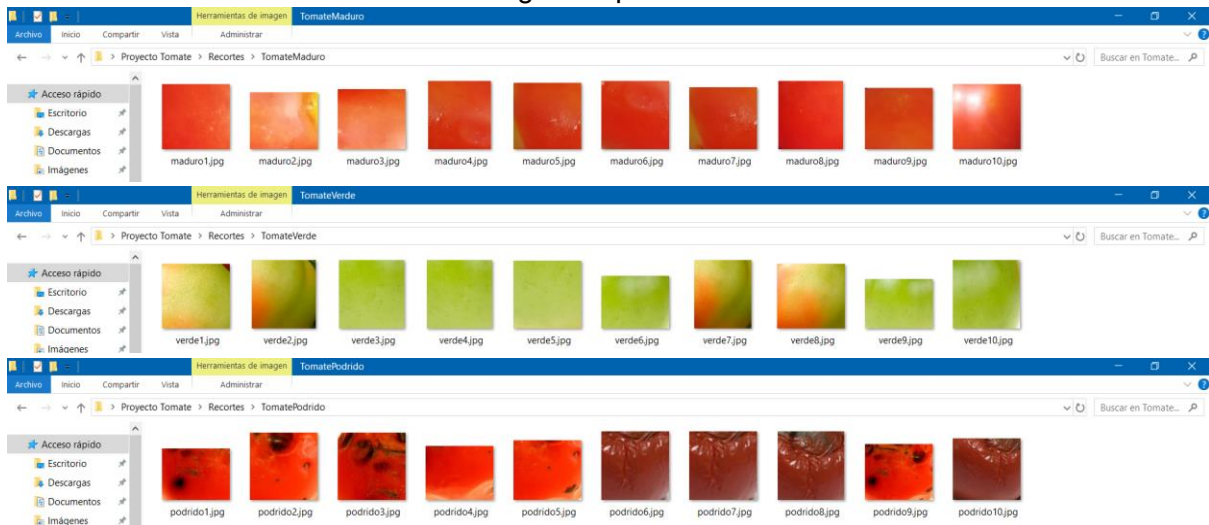 Herramientas de imagen TomateMaduro
Archivo Inicio Compartir Vista Administrar
Proyecto Tomate > Recortes > TomateMaduro Buscar en Tomate...
Acceso rápido
Escritorio
Descargas
Documentos
Imágenes
maduro1.jpg maduro2.jpg maduro3.jpg maduro4.jpg maduro5.jpg maduro6.jpg maduro7.jpg maduro8.jpg maduro9.jpg maduro10.jpg
Herramientas de imagen TomateVerde
Archivo Inicio Compartir Vista Administrar
Proyecto Tomate > Recortes > TomateVerde Buscar en Tomate...
Acceso rápido
Escritorio
Descargas
Documentos
Imágenes
verde1.jpg verde2.jpg verde3.jpg verde4.jpg verde5.jpg verde6.jpg verde7.jpg verde8.jpg verde9.jpg verde10.jpg
Herramientas de imagen TomatePodrido
Archivo Inicio Compartir Vista Administrar
Proyecto Tomate > Recortes > TomatePodrido Buscar en Tomate...
Acceso rápido
Escritorio
Descargas
Documentos
Imágenes
podrido1.jpg podrido2.jpg podrido3.jpg podrido4.jpg podrido5.jpg podrido6.jpg podrido7.jpg podrido8.jpg podrido9.jpg podrido10.jpg